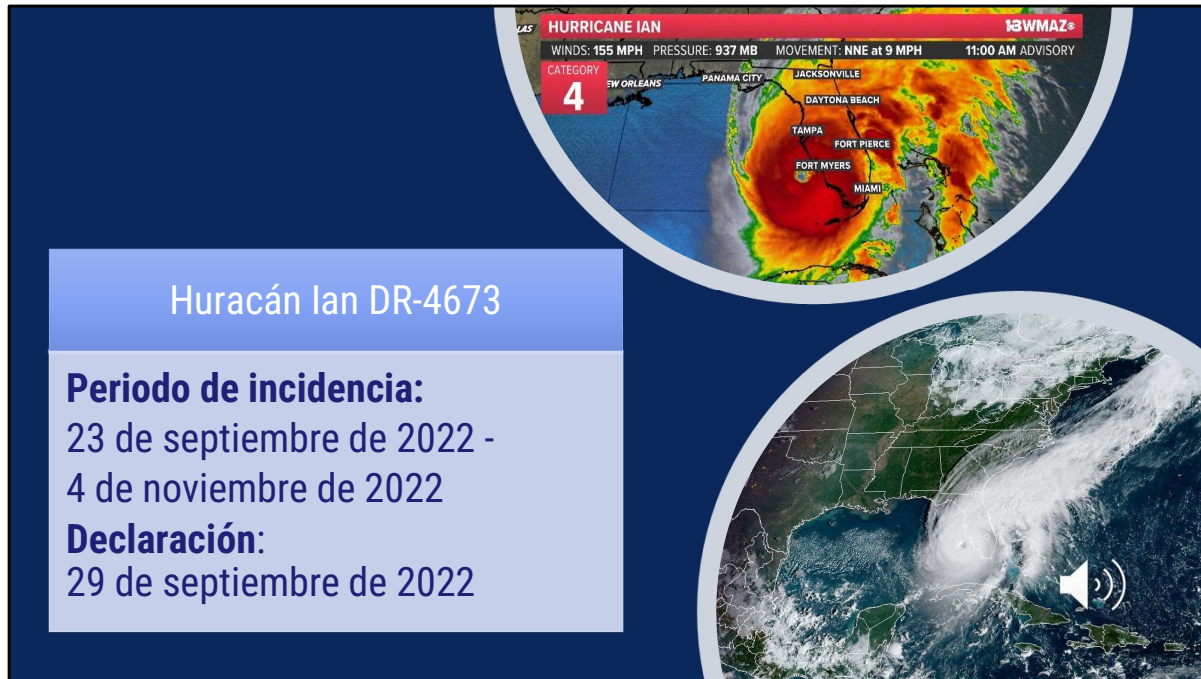 LAS HURRICANE IAN 13WMAZ
WINDS: 155 MPH PRESSURE: 937 MB MOVEMENT: NNE at 9 MPH 11:00 AM ADVISORY
CATEGORY
4
EW ORLEANS
PANAMA CITY
JACKSONVILLE
DAYTONA BEACH
TAMPA
FORT PIERCE
FORT MYERS
MIAMI
Huracán Ian DR-4673
Periodo de incidencia:
23 de septiembre de 2022 -
4 de noviembre de 2022
Declaración:
29 de septiembre de 2022